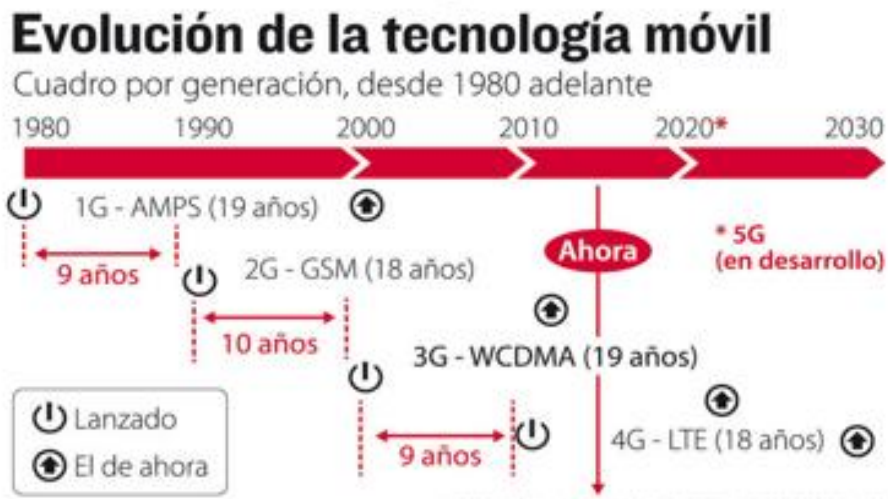 Evolución de la tecnología móvil
Cuadro por generación, desde 1980 adelante
1980 1990 2000 2010 2020* 2030
1G - AMPS (19 años)
Ahora
* 5G
(en desarrollo)
9 años
2G - GSM (18 años)
10 años
3G - WCDMA (19 años)
Lanzado
9 años
4G - LTE (18 años)
El de ahora